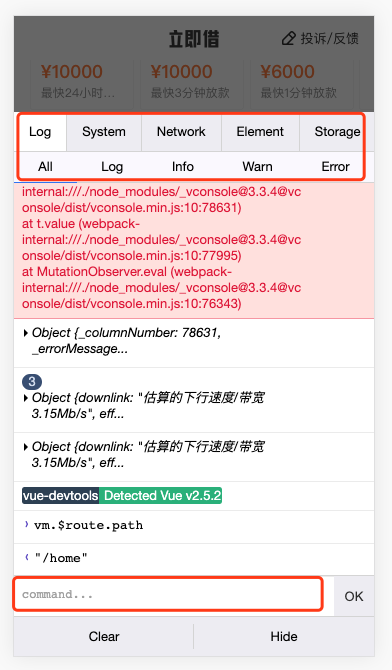 立即借
投诉/反馈
¥10000 ¥10000 ¥6000
最快24小时... 最快3分钟放款 最快1分钟放款
Log System Network Element Storage
All Log Info Warn Error
internal:///./node_modules/_vconsole@3.3.4@vc
onsole/dist/vconsole.min.js:10:78631)
at t.value (webpack-
internal:///./node_modules/_vconsole@3.3.4@vc
onsole/dist/vconsole.min.js:10:77995)
at MutationObserver.eval (webpack-
internal:///./node_modules/_vconsole@3.3.4@vc
onsole/dist/vconsole.min.js:10:76343)
Object {_columnNumber: 78631,
_errorMessage...
3
Object {downlink: "估算的下行速度/带宽
3.15Mb/s", eff...
Object {downlink: "估算的下行速度/带宽
3.15Mb/s", eff...
vue-devtools Detected Vue v2.5.2
› vm.$route.path
‹ "/home"
command...
OK
Clear Hide